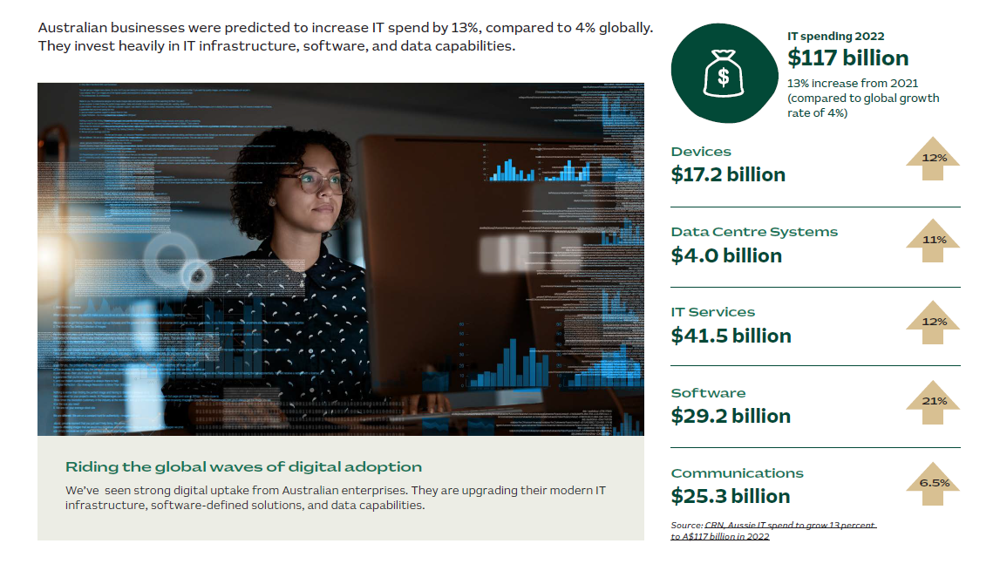 Australian businesses were predicted to increase IT spend by 13%, compared to 4% globally.
They invest heavily in IT infrastructure, software, and data capabilities.
IT spending 2022
$117 billion
13% increase from 2021
(compared to global growth
rate of 4%)
Devices
$17.2 billion
12%
Data Centre Systems
$4.0 billion
11%
IT Services
$41.5 billion
12%
Software
$29.2 billion
21%
Communications
$25.3 billion
6.5%
Source: CRN, Aussie IT spend to grow 13 percent
to A$117 billion in 2022
Riding the global waves of digital adoption
We've  seen strong digital uptake from Australian enterprises. They are upgrading their modern IT
infrastructure, software-defined solutions, and data capabilities.